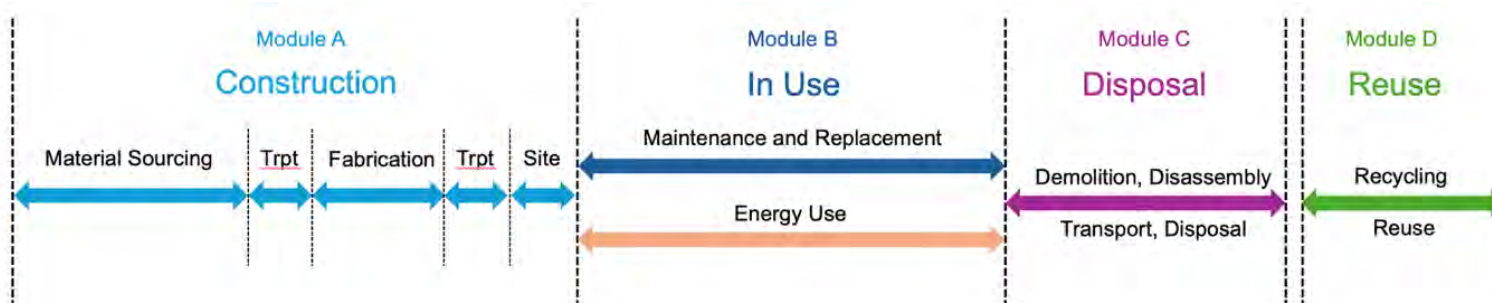 Module A
Construction
Material Sourcing
Trpt
Fabrication
Trpt
Site
Module B
In Use
Maintenance and Replacement
Energy Use
Module C
Disposal
Demolition, Disassembly
Transport, Disposal
Module D
Reuse
Recycling
Reuse